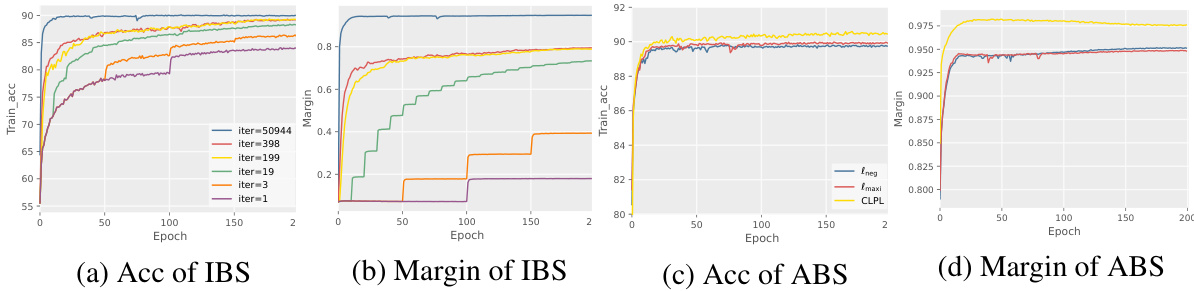 90
85
80
75
70
65
60
55
Train_acc
0
50
100
150
2
Epoch
iter=50944
iter=398
iter=199
iter=19
iter=3
iter=1
(a) Acc of IBS
0.8
0.6
0.4
0.2
Margin
0
50
100
150
2
Epoch
(b) Margin of IBS
92
90
88
86
84
82
80
Train_acc
0
50
100
150
200
Epoch
ℓneg
ℓmaxi
CLPL
(c) Acc of ABS
0.975
0.950
0.925
0.900
0.875
0.850
0.825
0.800
Margin
0
50
100
150
200
Epoch
(d) Margin of ABS